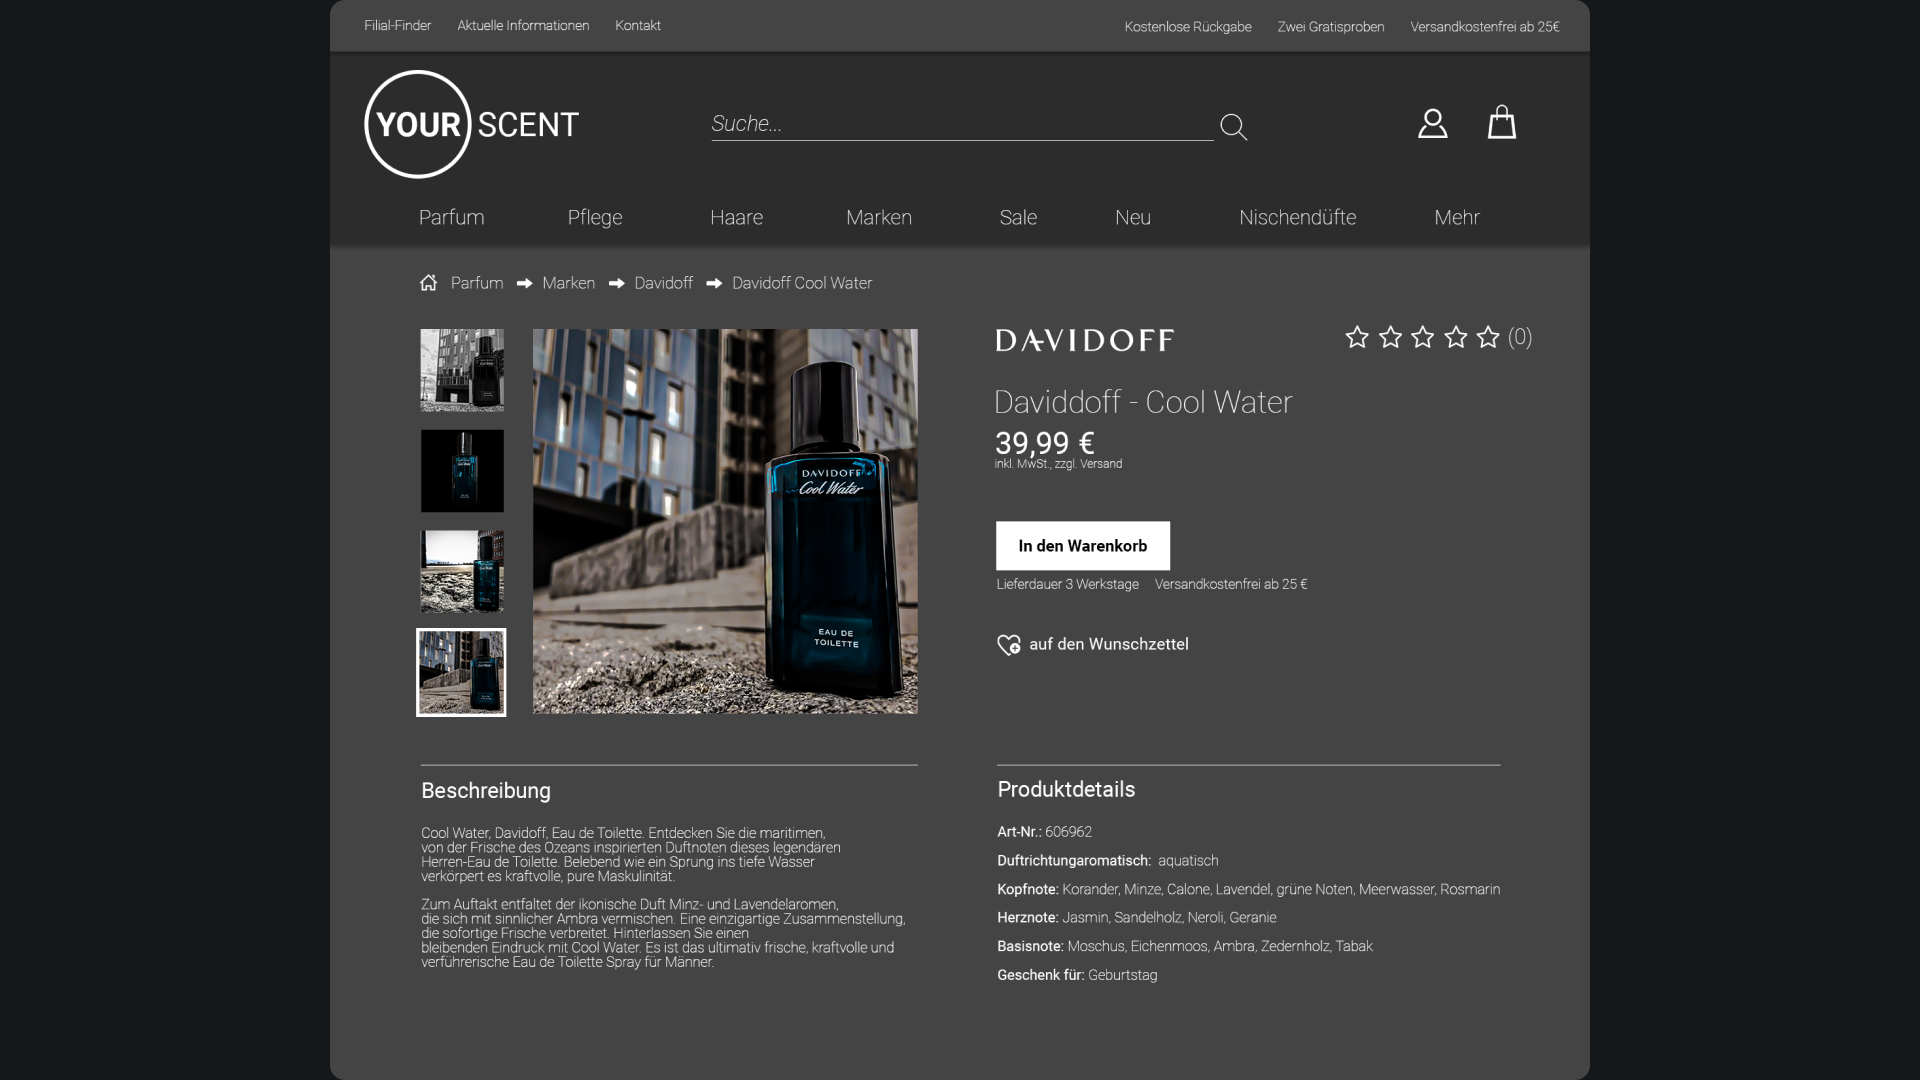 Filial-Finder Aktuelle Informationen Kontakt Kostenlose Rückgabe Zwei Gratisproben Versandkostenfrei ab 25€
YOUR SCENT
Suche...
Parfum Pflege Haare Marken Sale Neu Nischendüfte Mehr
Parfum Marken Davidoff Davidoff Cool Water
DAVIDOFF
Cool Water
EAU DE
TOILETTE
DAVIDOFF
(0)
Daviddoff - Cool Water
39,99 €
inkl. MwSt., zzgl. Versand
In den Warenkorb
Lieferdauer 3 Werkstage Versandkostenfrei ab 25 €
auf den Wunschzettel
Beschreibung
Cool Water, Davidoff, Eau de Toilette. Entdecken Sie die maritimen,
von der Frische des Ozeans inspirierten Duftnoten dieses legendären
Herren-Eau de Toilette. Belebend wie ein Sprung ins tiefe Wasser
verkörpert es kraftvolle, pure Maskulinität.
Zum Auftakt entfaltet der ikonische Duft Minz- und Lavendelaromen,
die sich mit sinnlicher Ambra vermischen. Eine einzigartige Zusammenstellung,
die sofortige Frische verbreitet. Hinterlassen Sie einen
bleibenden Eindruck mit Cool Water. Es ist das ultimativ frische, kraftvolle und
verführerische Eau de Toilette Spray für Männer.
Produktdetails
Art-Nr.: 606962
Duftrichtungaromatisch: aquatisch
Kopfnote: Korander, Minze, Calone, Lavendel, grüne Noten, Meerwasser, Rosmarin
Herznote: Jasmin, Sandelholz, Neroli, Geranie
Basisnote: Moschus, Eichenmoos, Ambra, Zedernholz, Tabak
Geschenk für: Geburtstag